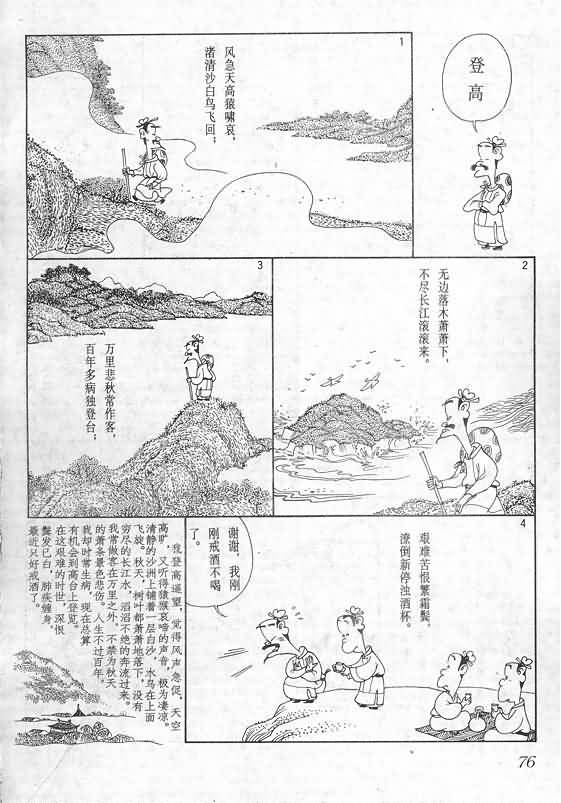 登高
1
风急天高猿啸哀，
渚清沙白鸟飞回；
2
无边落木萧萧下，
不尽长江滚滚来。
3
万里悲秋常作客，
百年多病独登台；
4
艰难苦恨繁霜鬓，
潦倒新停浊酒杯。
谢谢，我刚
刚戒酒不喝
了。
我登高遥望，觉得风声急促，天空
高旷，又听得猿猴哀啼的声音，极为凄凉。
清静的沙洲上铺着一层白沙，水鸟在上面
飞旋。秋天，树叶都萧萧地落下，没有
穷尽的长江水，滔滔不绝的奔流过来。
我常做客在万里之外，不禁为秋天
的萧条景色悲伤。人生不过百年，
我却时常生病，现在总算
有机会到高台上登览。
在这艰难的时世，深恨
鬓发已白，肺疾缠身。
最近只好戒酒了。
76